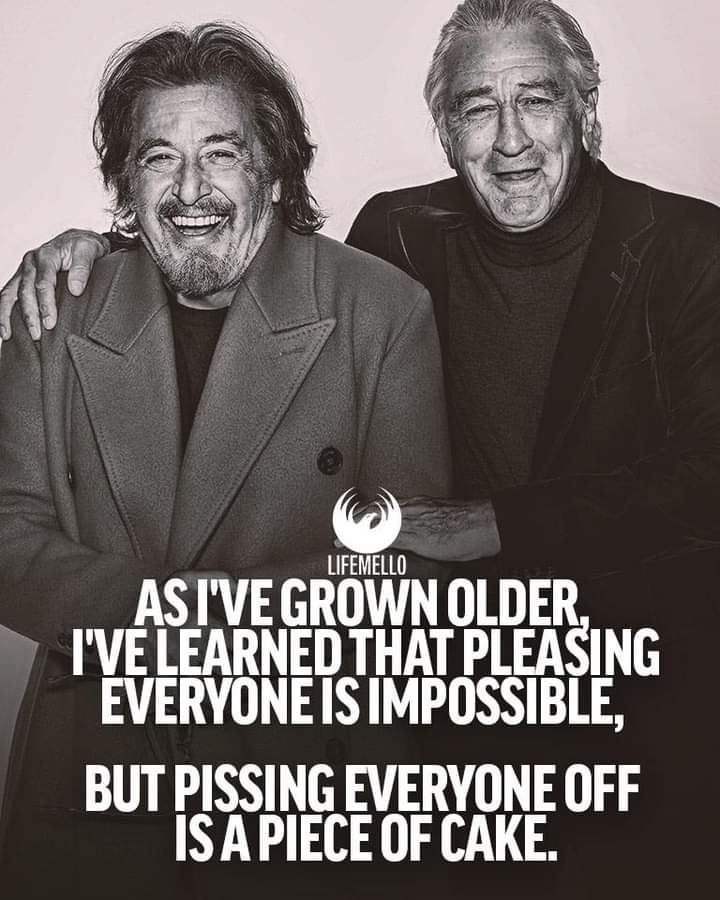 LIFEMELLO
AS I'VE GROWN OLDER,
I'VE LEARNED THAT PLEASING
EVERYONE IS IMPOSSIBLE,
BUT PISSING EVERYONE OFF
IS A PIECE OF CAKE.